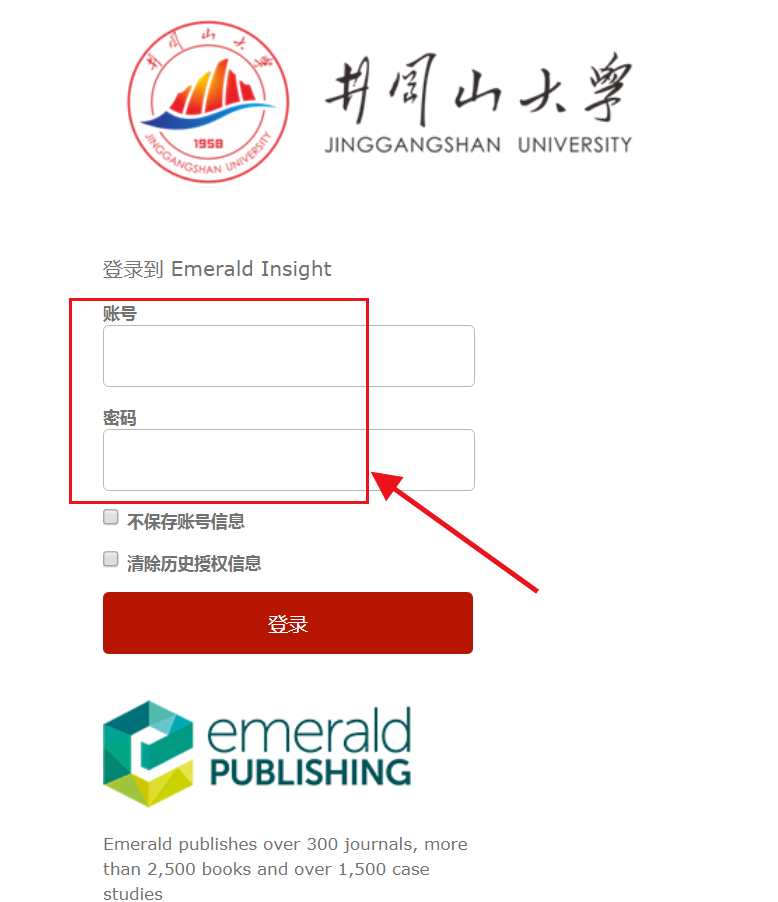 井冈山大学
1958
JINGGANGSHAN UNIVERSITY
井冈山大學
JINGGANGSHAN UNIVERSITY
登录到 Emerald Insight
账号
密码
不保存账号信息
清除历史授权信息
登录
emerald
PUBLISHING
Emerald publishes over 300 journals, more
than 2,500 books and over 1,500 case
studies